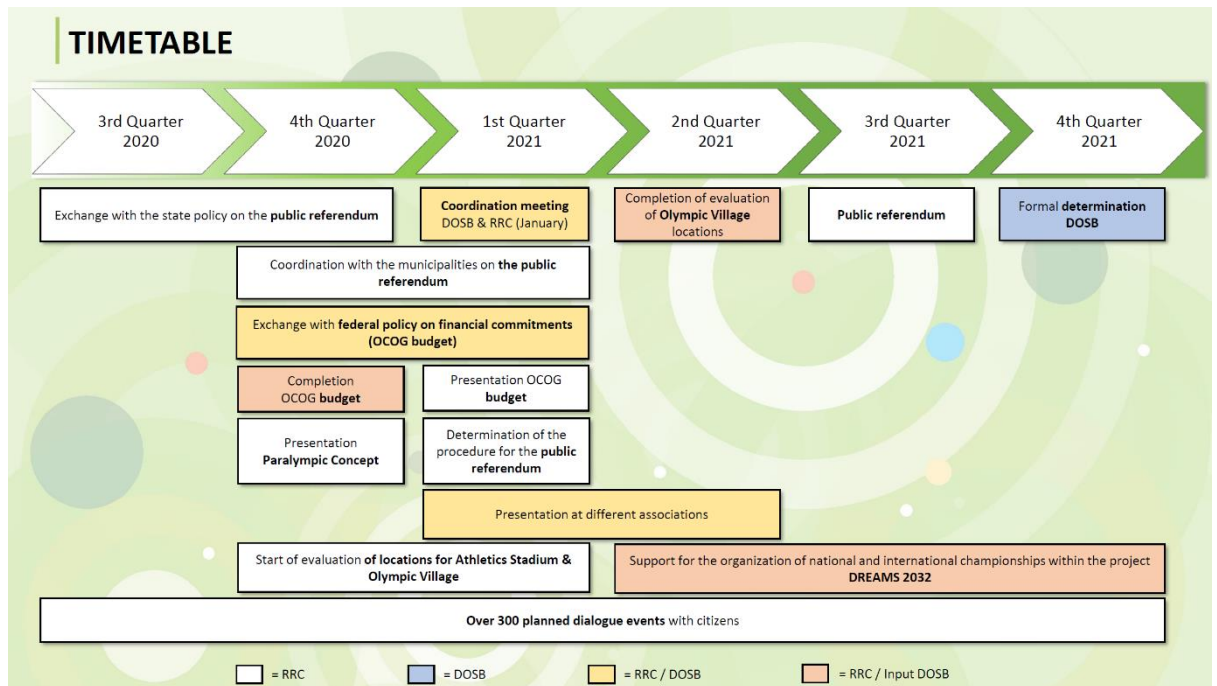 TIMETABLE
3rd Quarter
2020
4th Quarter
2020
1st Quarter
2021
2nd Quarter
2021
3rd Quarter
2021
4th Quarter
2021
Exchange with the state policy on the public referendum
Coordination meeting
DOSB & RRC (January)
Completion of evaluation
of Olympic Village
locations
Public referendum
Formal determination
DOSB
Coordination with the municipalities on the public
referendum
Exchange with federal policy on financial commitments
(OCOG budget)
Completion
OCOG budget
Presentation OCOG
budget
Presentation
Paralympic Concept
Determination of the
procedure for the public
referendum
Presentation at different associations
Start of evaluation of locations for Athletics Stadium &
Olympic Village
Support for the organization of national and international championships within the project
DREAMS 2032
Over 300 planned dialogue events with citizens
= RRC
= DOSB
= RRC / DOSB
= RRC / Input DOSB